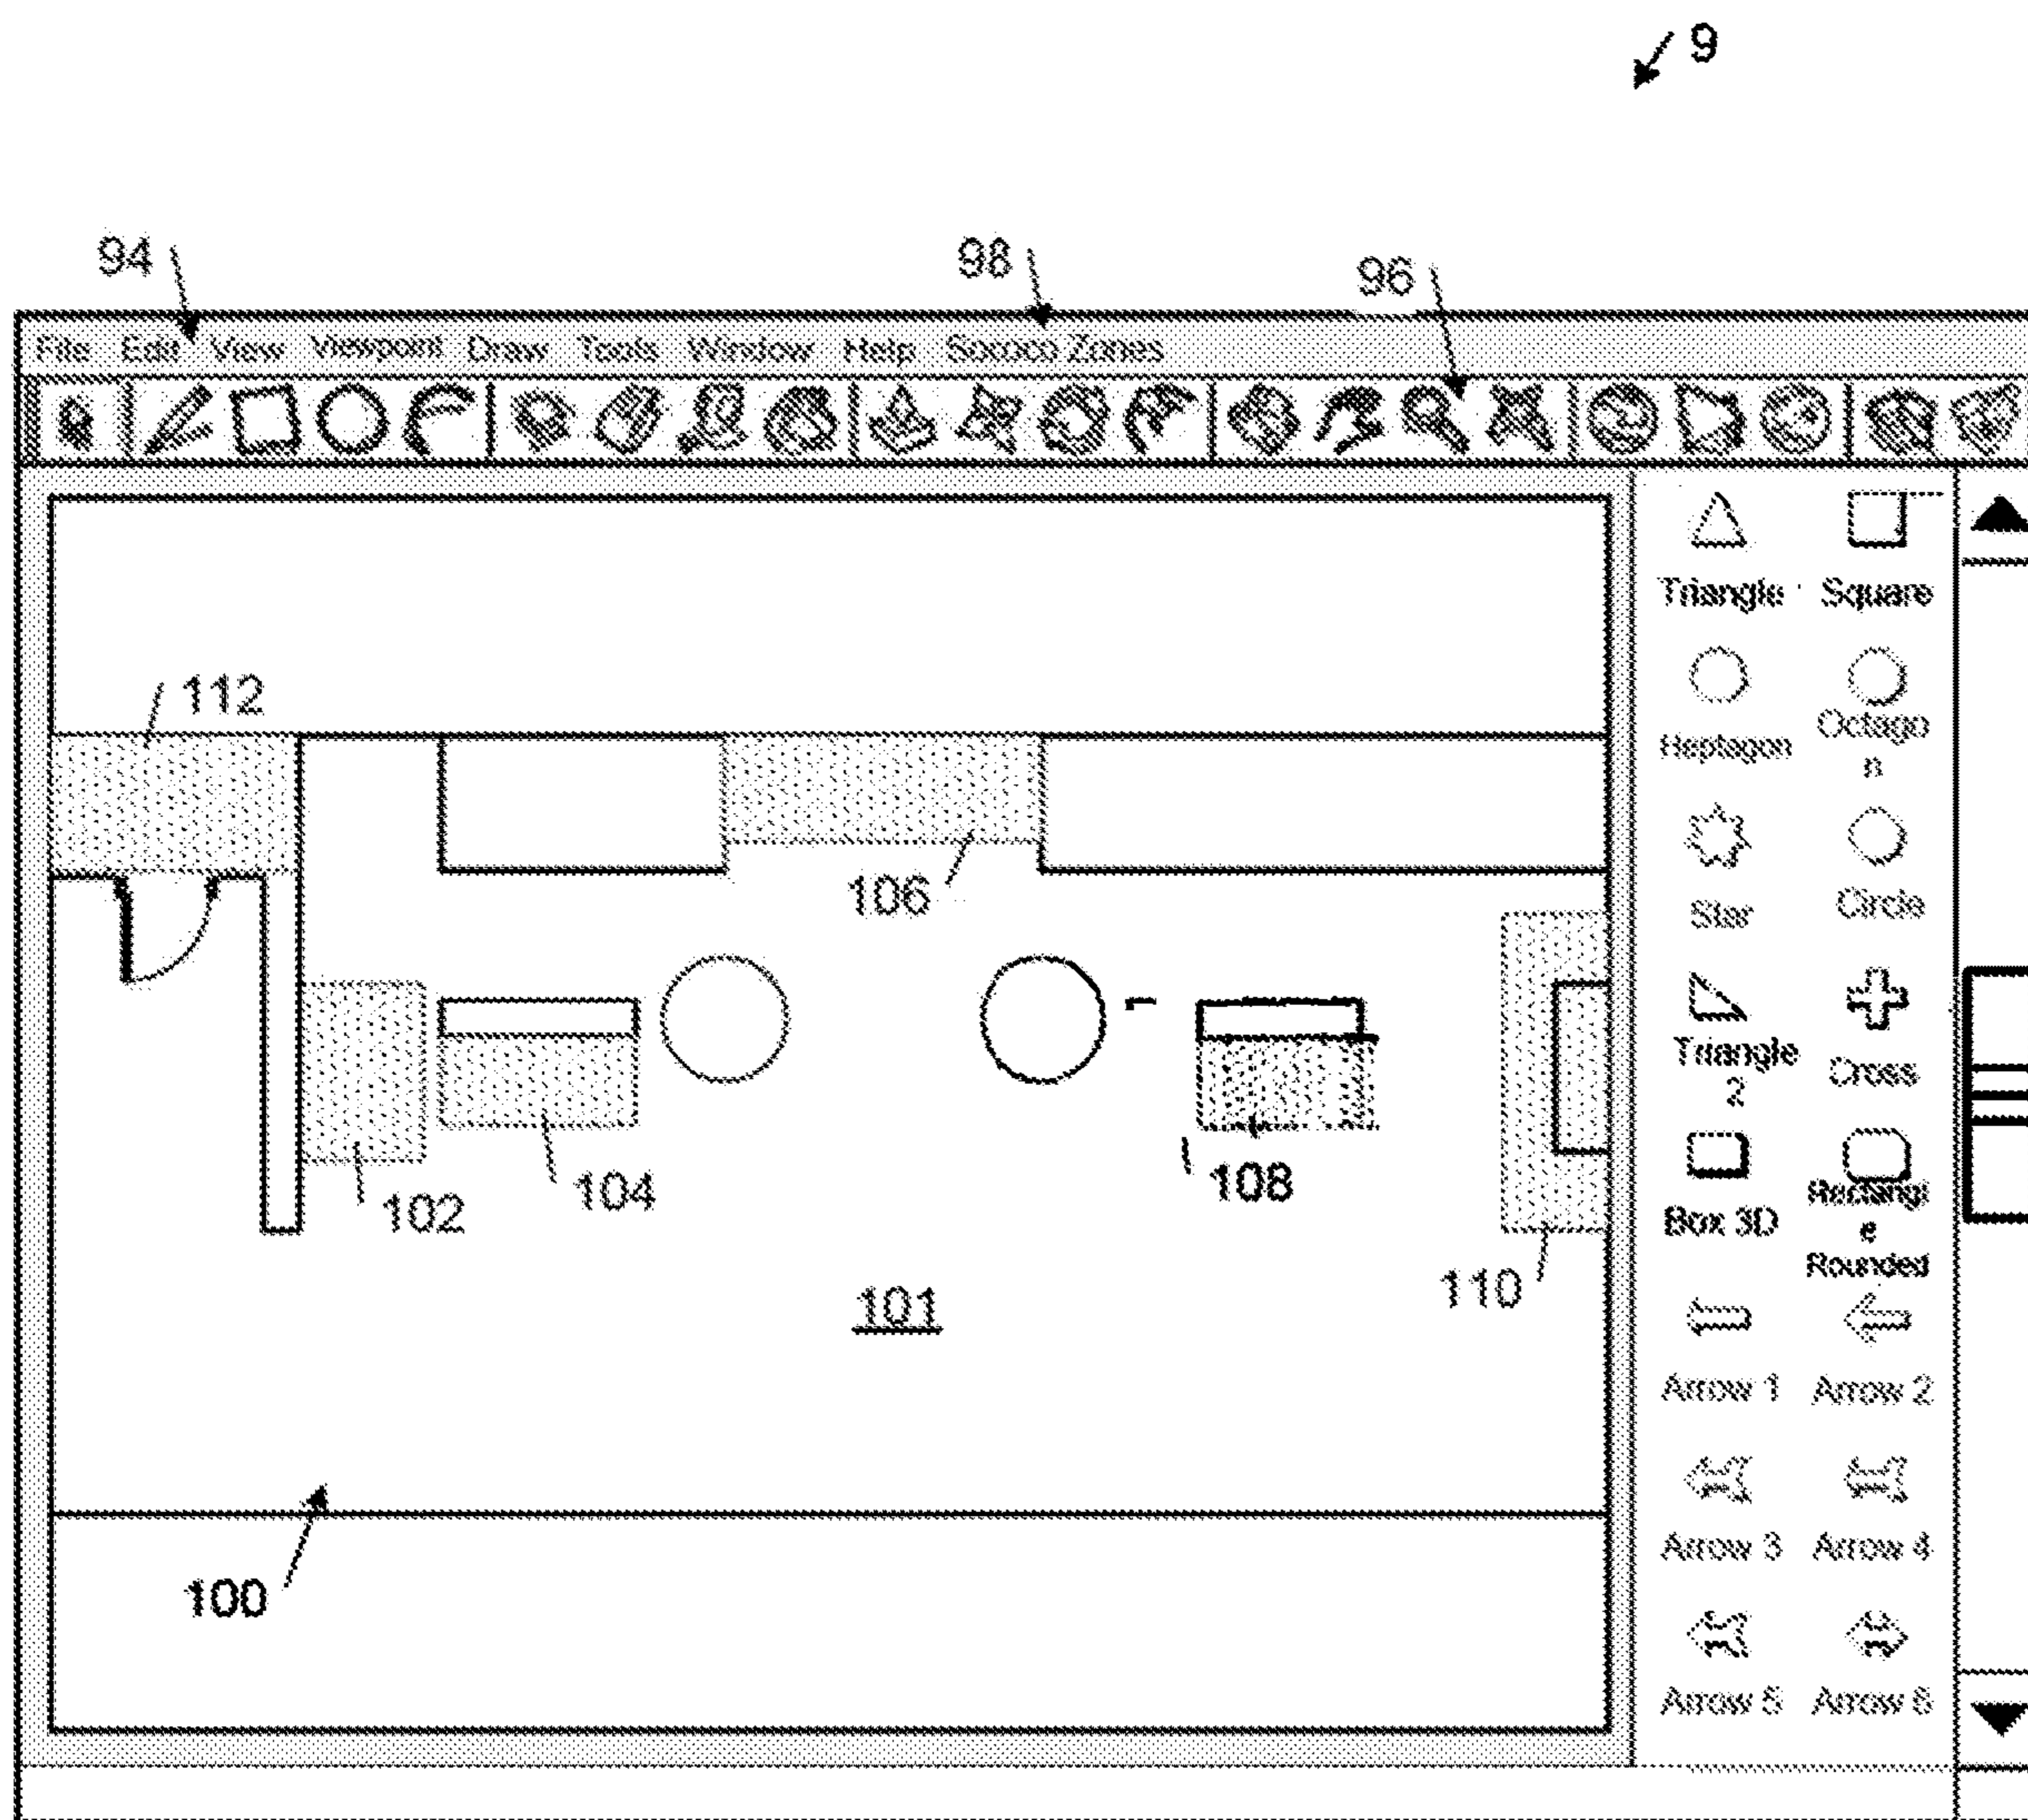 9
94
98
96
File Edit View Viewpoint Draw Tools Window Help Sococo Zones
Triangle Square
112
Heptagon Octago
n
106
Star Circle
Triangle
2
Cross
102
104
108
110
Box 3D
Rectangl
e
Rounded
101
Arrow 1 Arrow 2
Arrow 3 Arrow 4
100
Arrow 5 Arrow 6